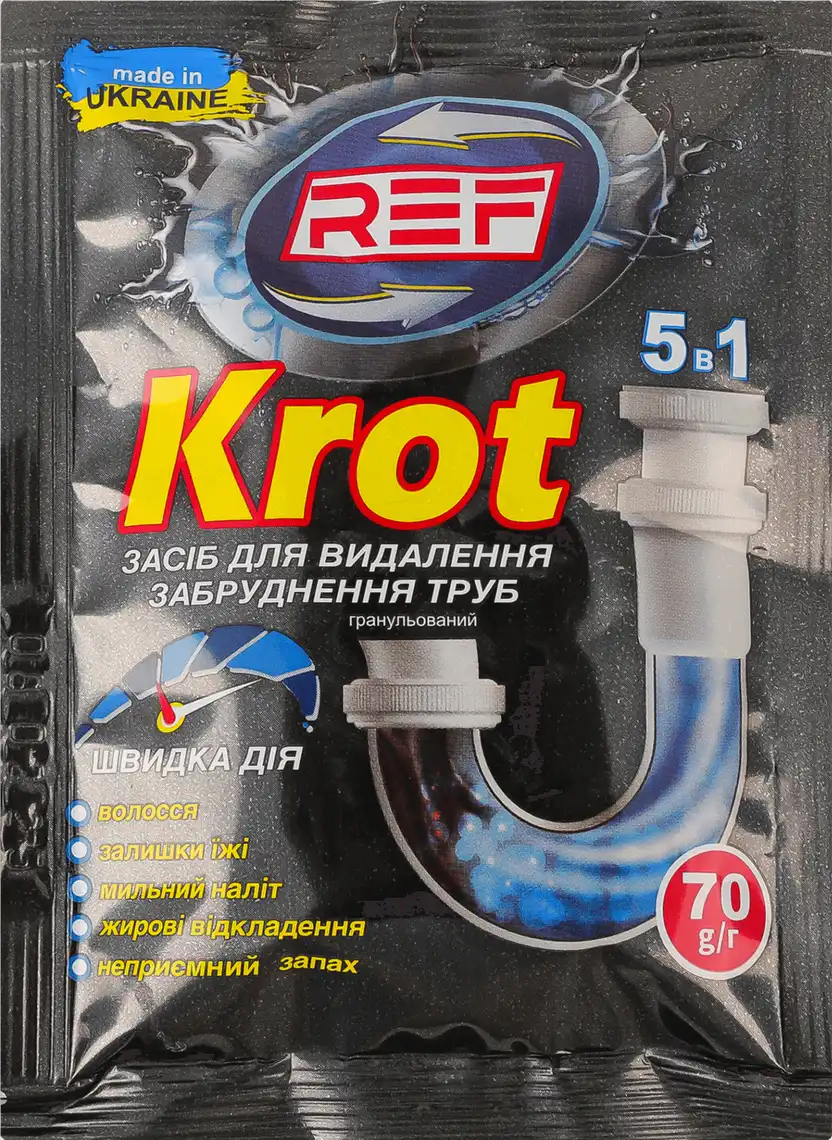 made in
UKRAINE
REF
5 в 1
Krot
ЗАСІБ ДЛЯ ВИДАЛЕННЯ
ЗАБРУДНЕННЯ ТРУБ
гранульований
ШВИДКА ДІЯ
волосся
залишки їжі
мильний наліт
жирові відкладення
неприємний запах
70
g/г